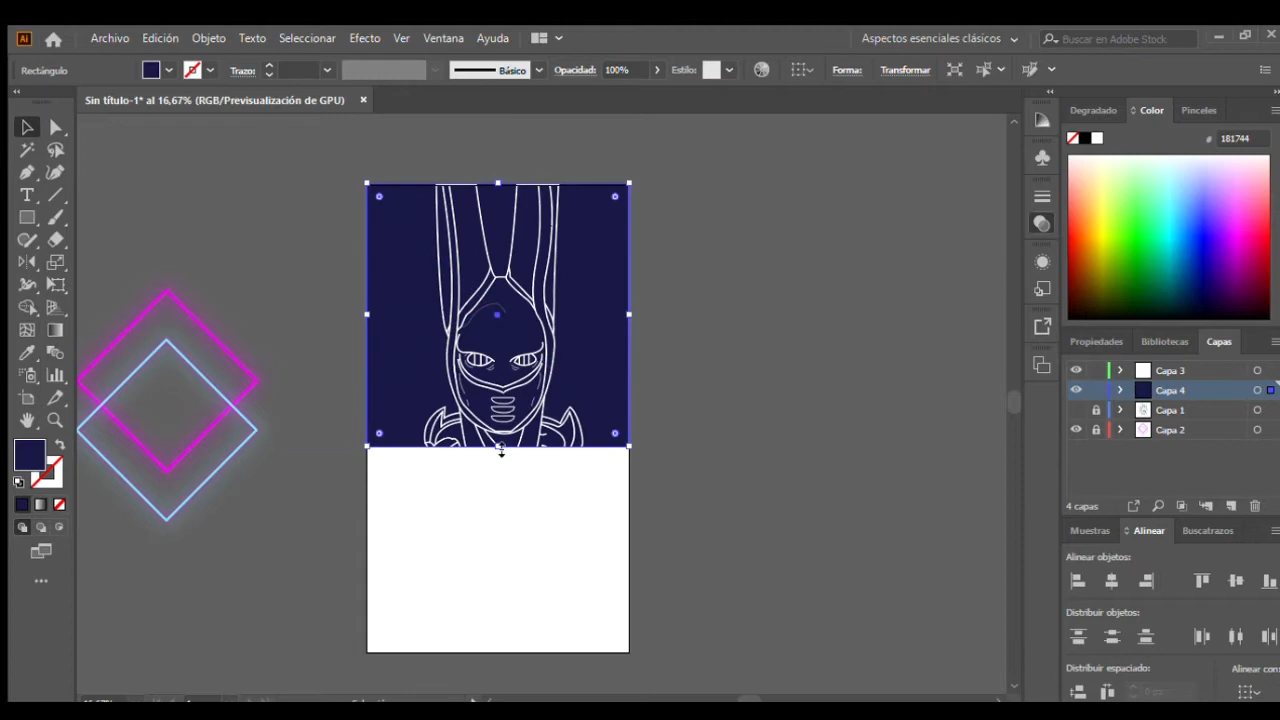 Ai Archivo Edición Objeto Texto Seleccionar Efecto Ver Ventana Ayuda Aspectos esenciales clásicos Buscar en Adobe Stock
Rectángulo Trazo: Básico Opacidad: 100% Estilo: Forma: Transformar
Sin título-1* al 16,67% (RGB/Previsualización de GPU) ×
Degradado Color Pinceles
# 181744
Propiedades Bibliotecas Capas
Capa 3
Capa 4
Capa 1
Capa 2
4 capas
Muestras Alinear Buscatrazos
Alinear objetos:
Distribuir objetos:
Distribuir espaciado: Alinear con
0 px